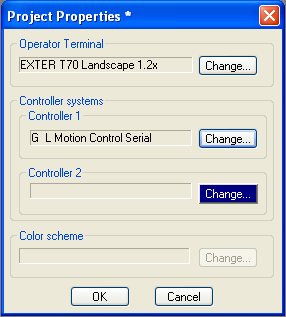 Project Properties *
Operator Terminal
EXTER T70 Landscape 1.2x
Change...
Controller systems
Controller 1
G L Motion Control Serial
Change...
Controller 2
Change...
Color scheme
Change...
OK
Cancel